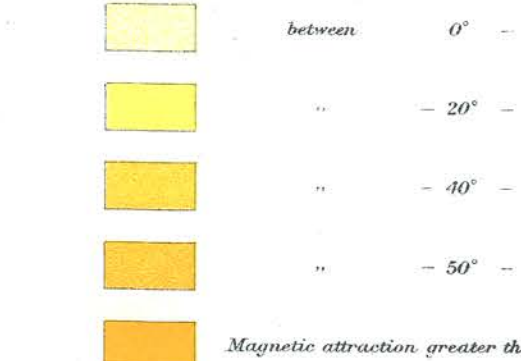 between 0° –
„ – 20° –
„ – 40° –
„ – 50° –
Magnetic attraction greater th